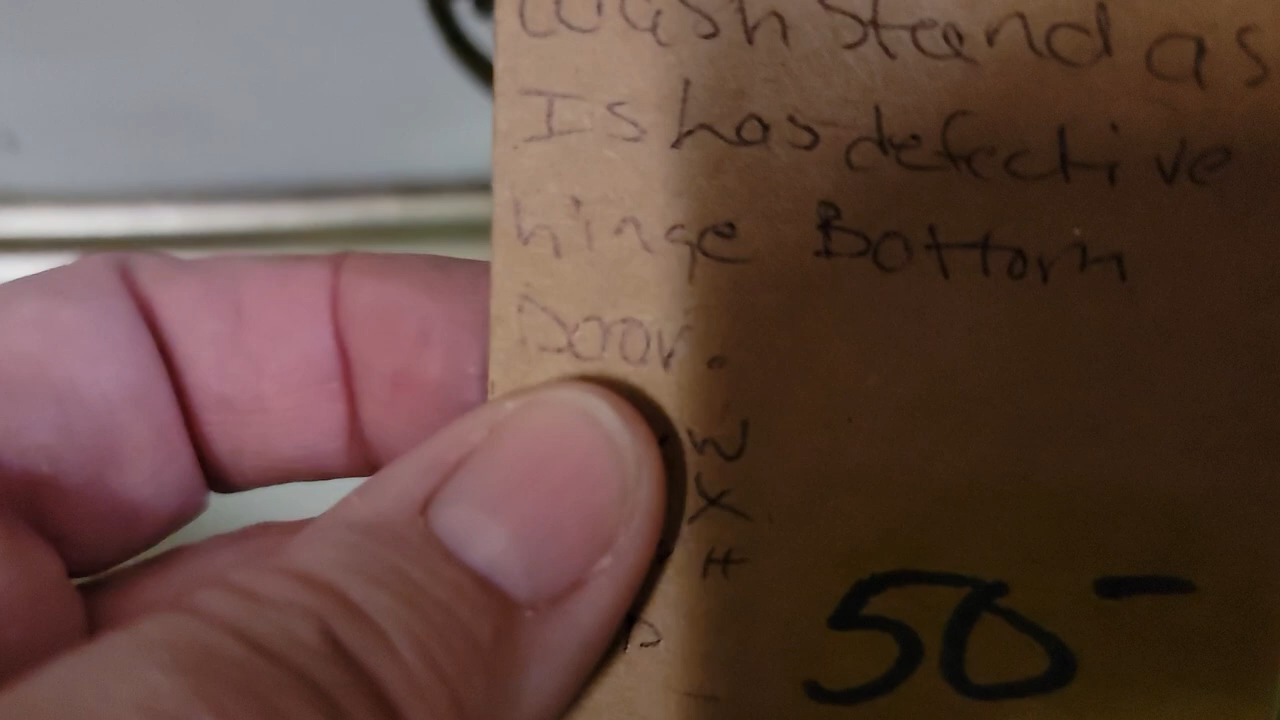 Wash Stand as
Is has defective
hinge Bottom
Door.
W
X
H
50-